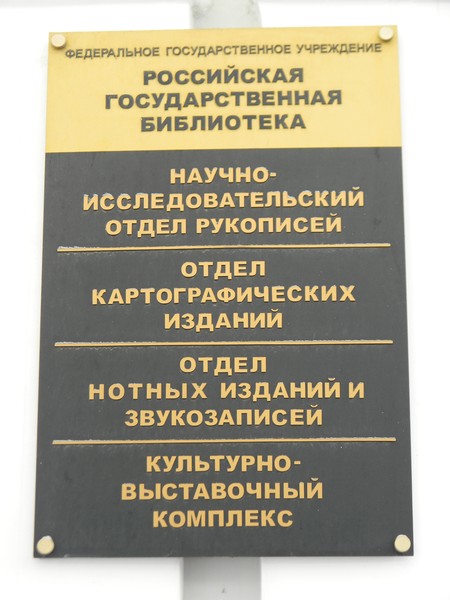 ФЕДЕРАЛЬНОЕ ГОСУДАРСТВЕННОЕ УЧРЕЖДЕНИЕ
РОССИЙСКАЯ
ГОСУДАРСТВЕННАЯ
БИБЛИОТЕКА
НАУЧНО-
ИССЛЕДОВАТЕЛЬСКИЙ
ОТДЕЛ РУКОПИСЕЙ
ОТДЕЛ
КАРТОГРАФИЧЕСКИХ
ИЗДАНИЙ
ОТДЕЛ
НОТНЫХ ИЗДАНИЙ И
ЗВУКОЗАПИСЕЙ
КУЛЬТУРНО-
ВЫСТАВОЧНЫЙ
КОМПЛЕКС